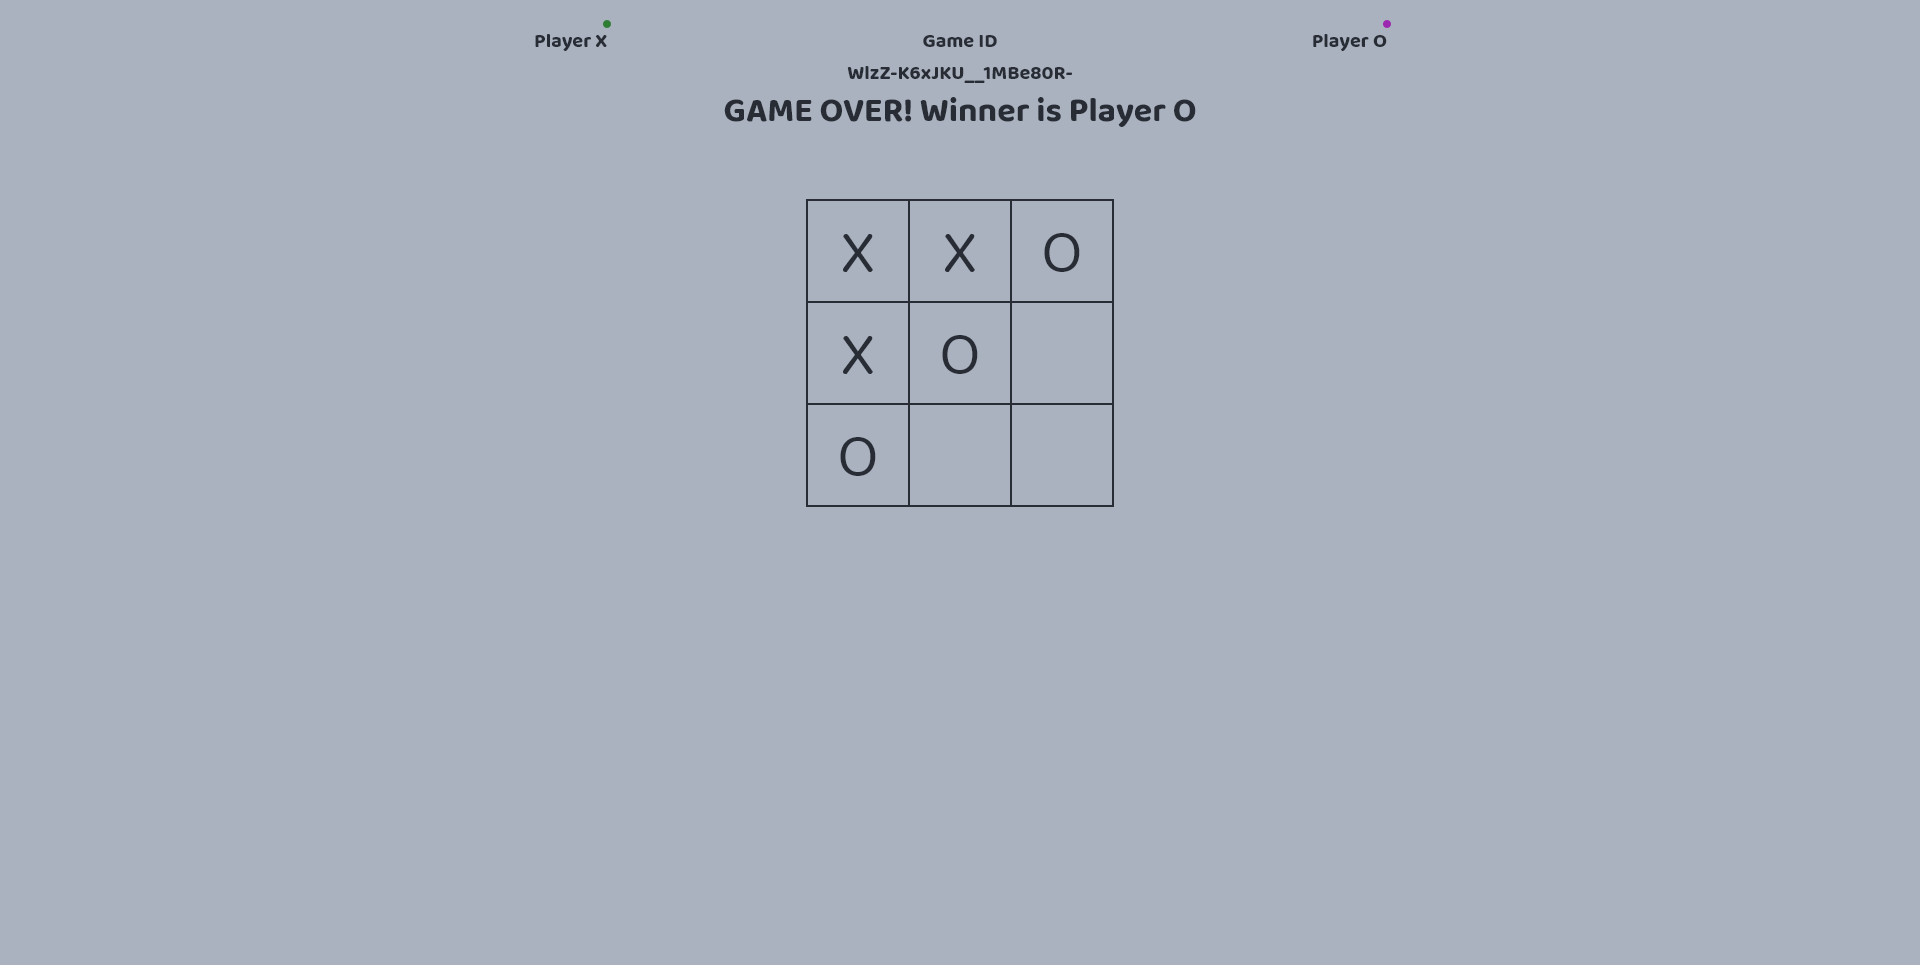 Player X
Game ID
Player O
WlzZ-K6xJKU__1MBe80R-
GAME OVER! Winner is Player O
X X O
X O
O